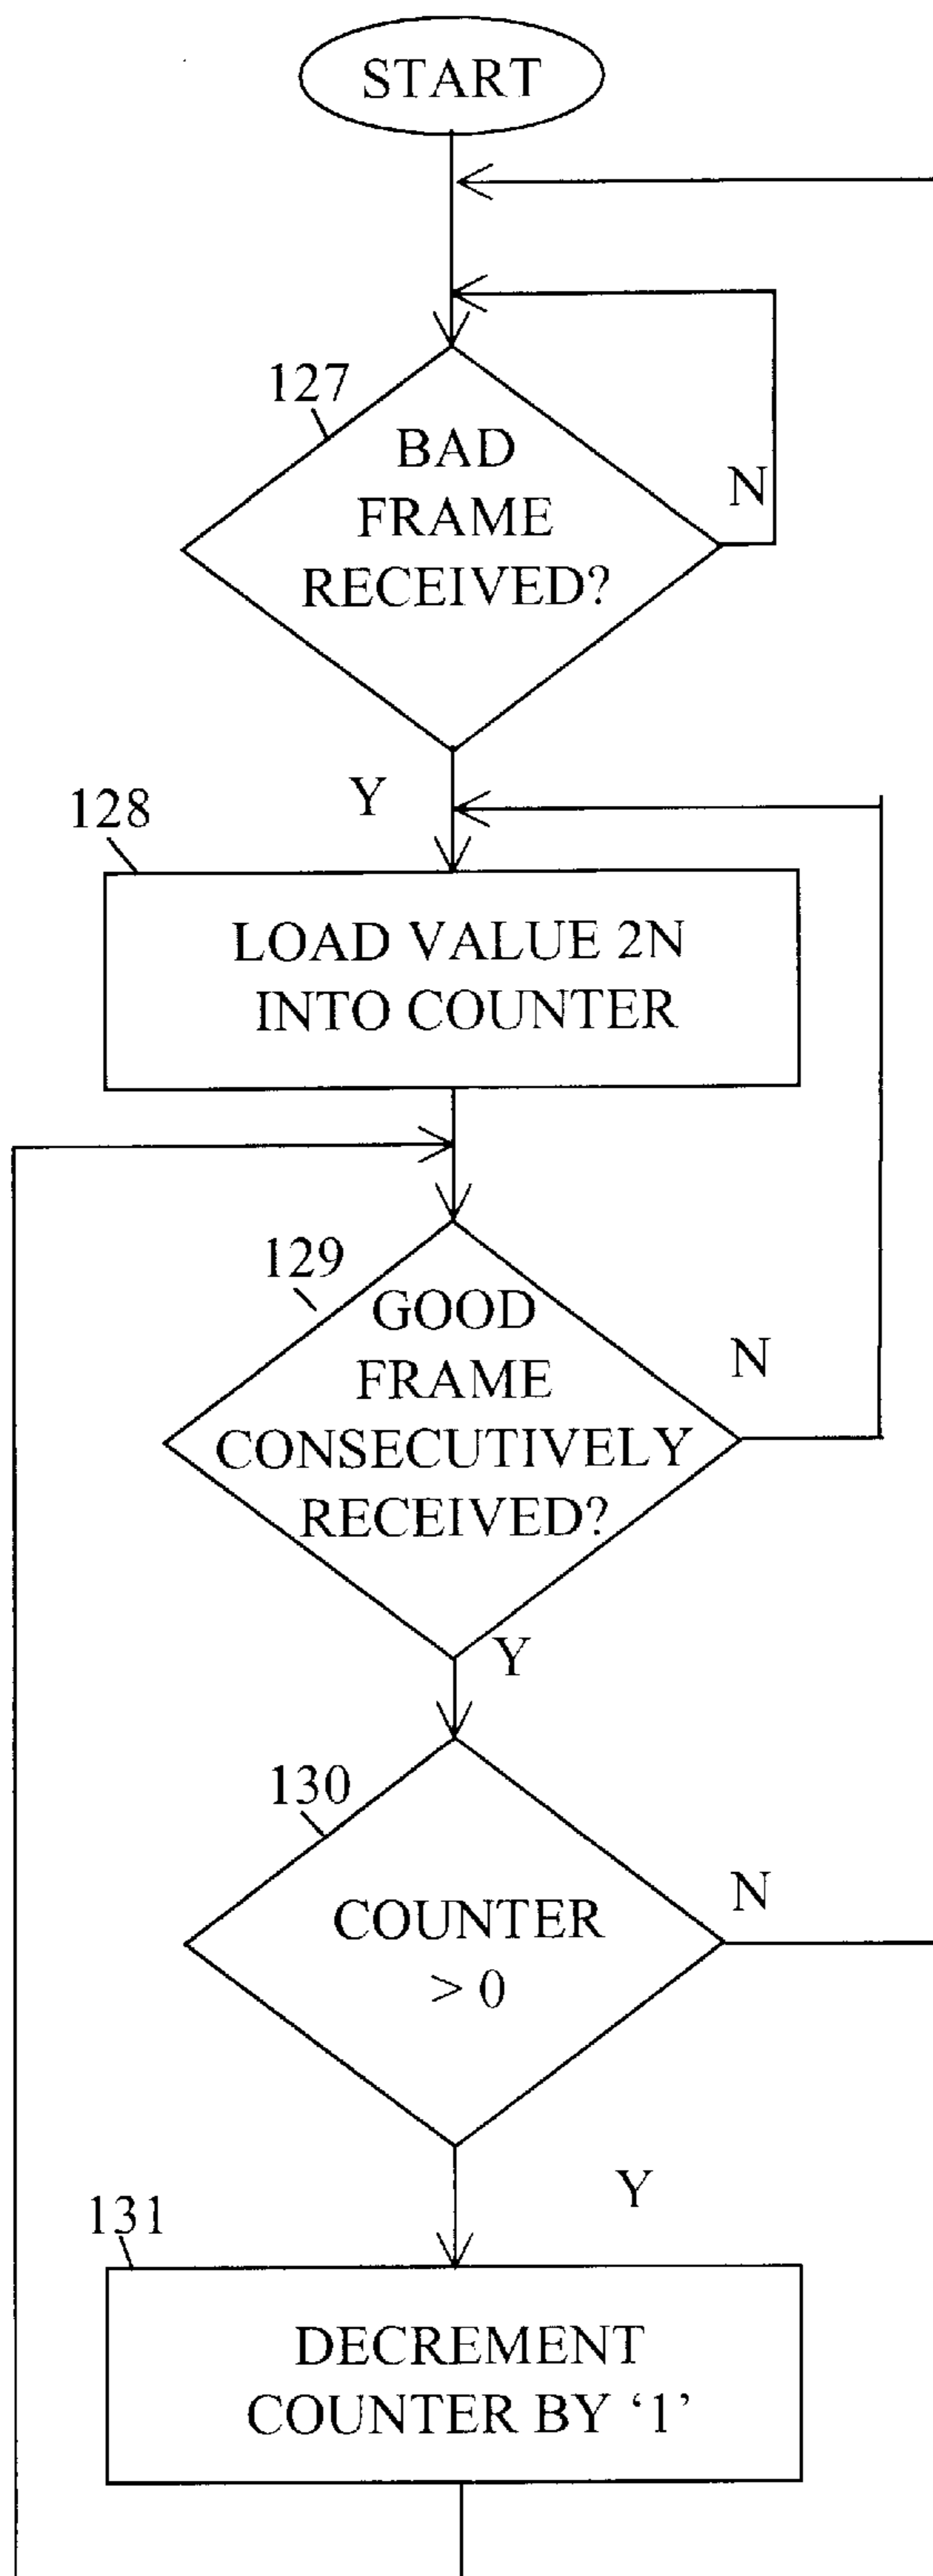 START
127
BAD
FRAME
RECEIVED?
N
Y
128
LOAD VALUE 2N
INTO COUNTER
129
GOOD
FRAME
CONSECUTIVELY
RECEIVED?
N
Y
130
COUNTER
> 0
N
Y
131
DECREMENT
COUNTER BY ‘1’